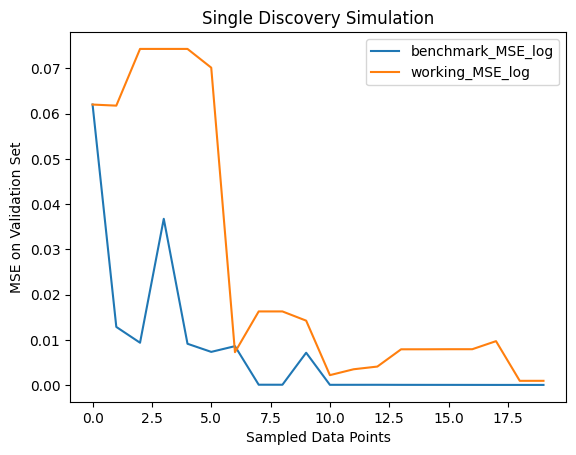 Single Discovery Simulation
benchmark_MSE_log
working_MSE_log
MSE on Validation Set
0.07
0.06
0.05
0.04
0.03
0.02
0.01
0.00
0.0 2.5 5.0 7.5 10.0 12.5 15.0 17.5
Sampled Data Points